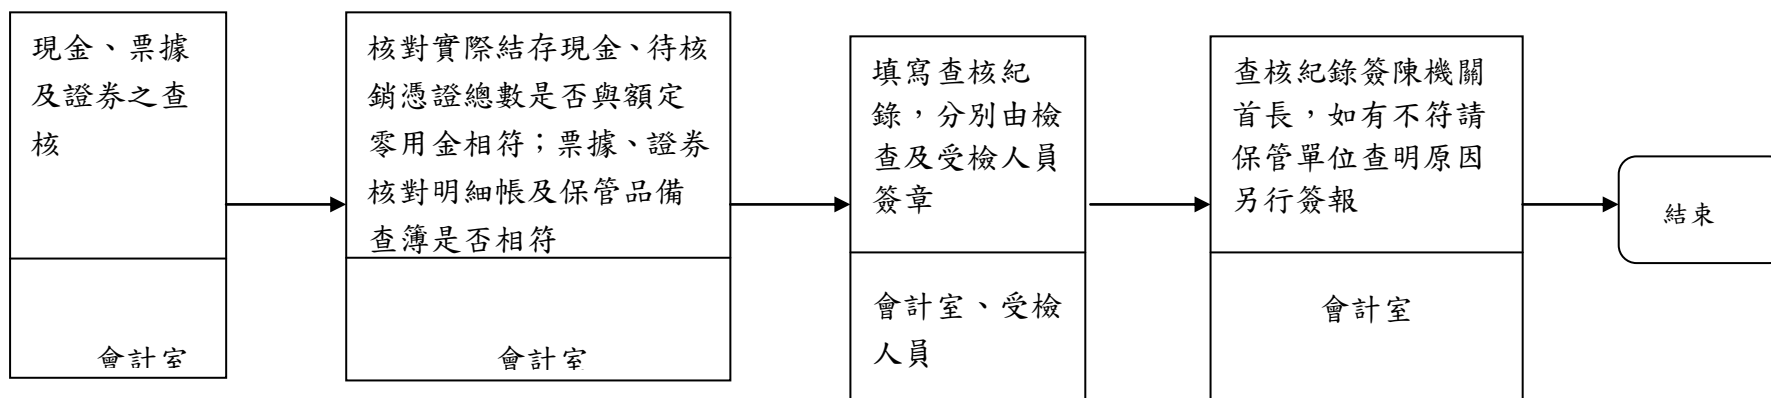 現金、票據
及證券之查
核
會計室
核對實際結存現金、待核
銷憑證總數是否與額定
零用金相符；票據、證券
核對明細帳及保管品備
查簿是否相符
會計室
填寫查核紀
錄，分別由檢
查及受檢人員
簽章
會計室、受檢
人員
查核紀錄簽陳機關
首長，如有不符請
保管單位查明原因
另行簽報
會計室
結束